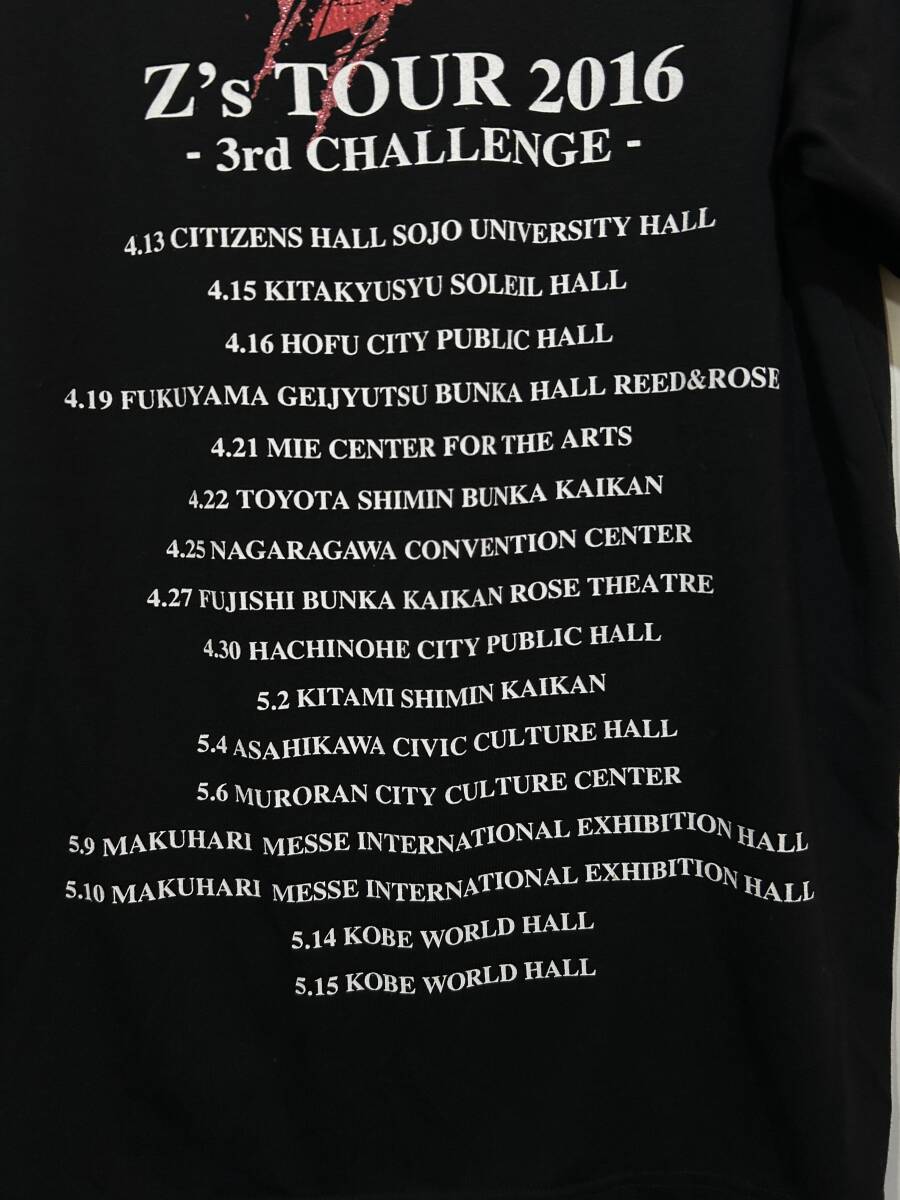 Z's TOUR 2016
- 3rd CHALLENGE -
4.13 CITIZENS HALL SOJO UNIVERSITY HALL
4.15 KITAKYUSYU SOLEIL HALL
4.16 HOFU CITY PUBLIC HALL
4.19 FUKUYAMA GEIJYUTSU BUNKA HALL REED&ROSE
4.21 MIE CENTER FOR THE ARTS
4.22 TOYOTA SHIMIN BUNKA KAIKAN
4.25 NAGARAGAWA CONVENTION CENTER
4.27 FUJISHI BUNKA KAIKAN ROSE THEATRE
4.30 HACHINOHE CITY PUBLIC HALL
5.2 KITAMI SHIMIN KAIKAN
5.4 ASAHIKAWA CIVIC CULTURE HALL
5.6 MURORAN CITY CULTURE CENTER
5.9 MAKUHARI MESSE INTERNATIONAL EXHIBITION HALL
5.10 MAKUHARI MESSE INTERNATIONAL EXHIBITION HALL
5.14 KOBE WORLD HALL
5.15 KOBE WORLD HALL